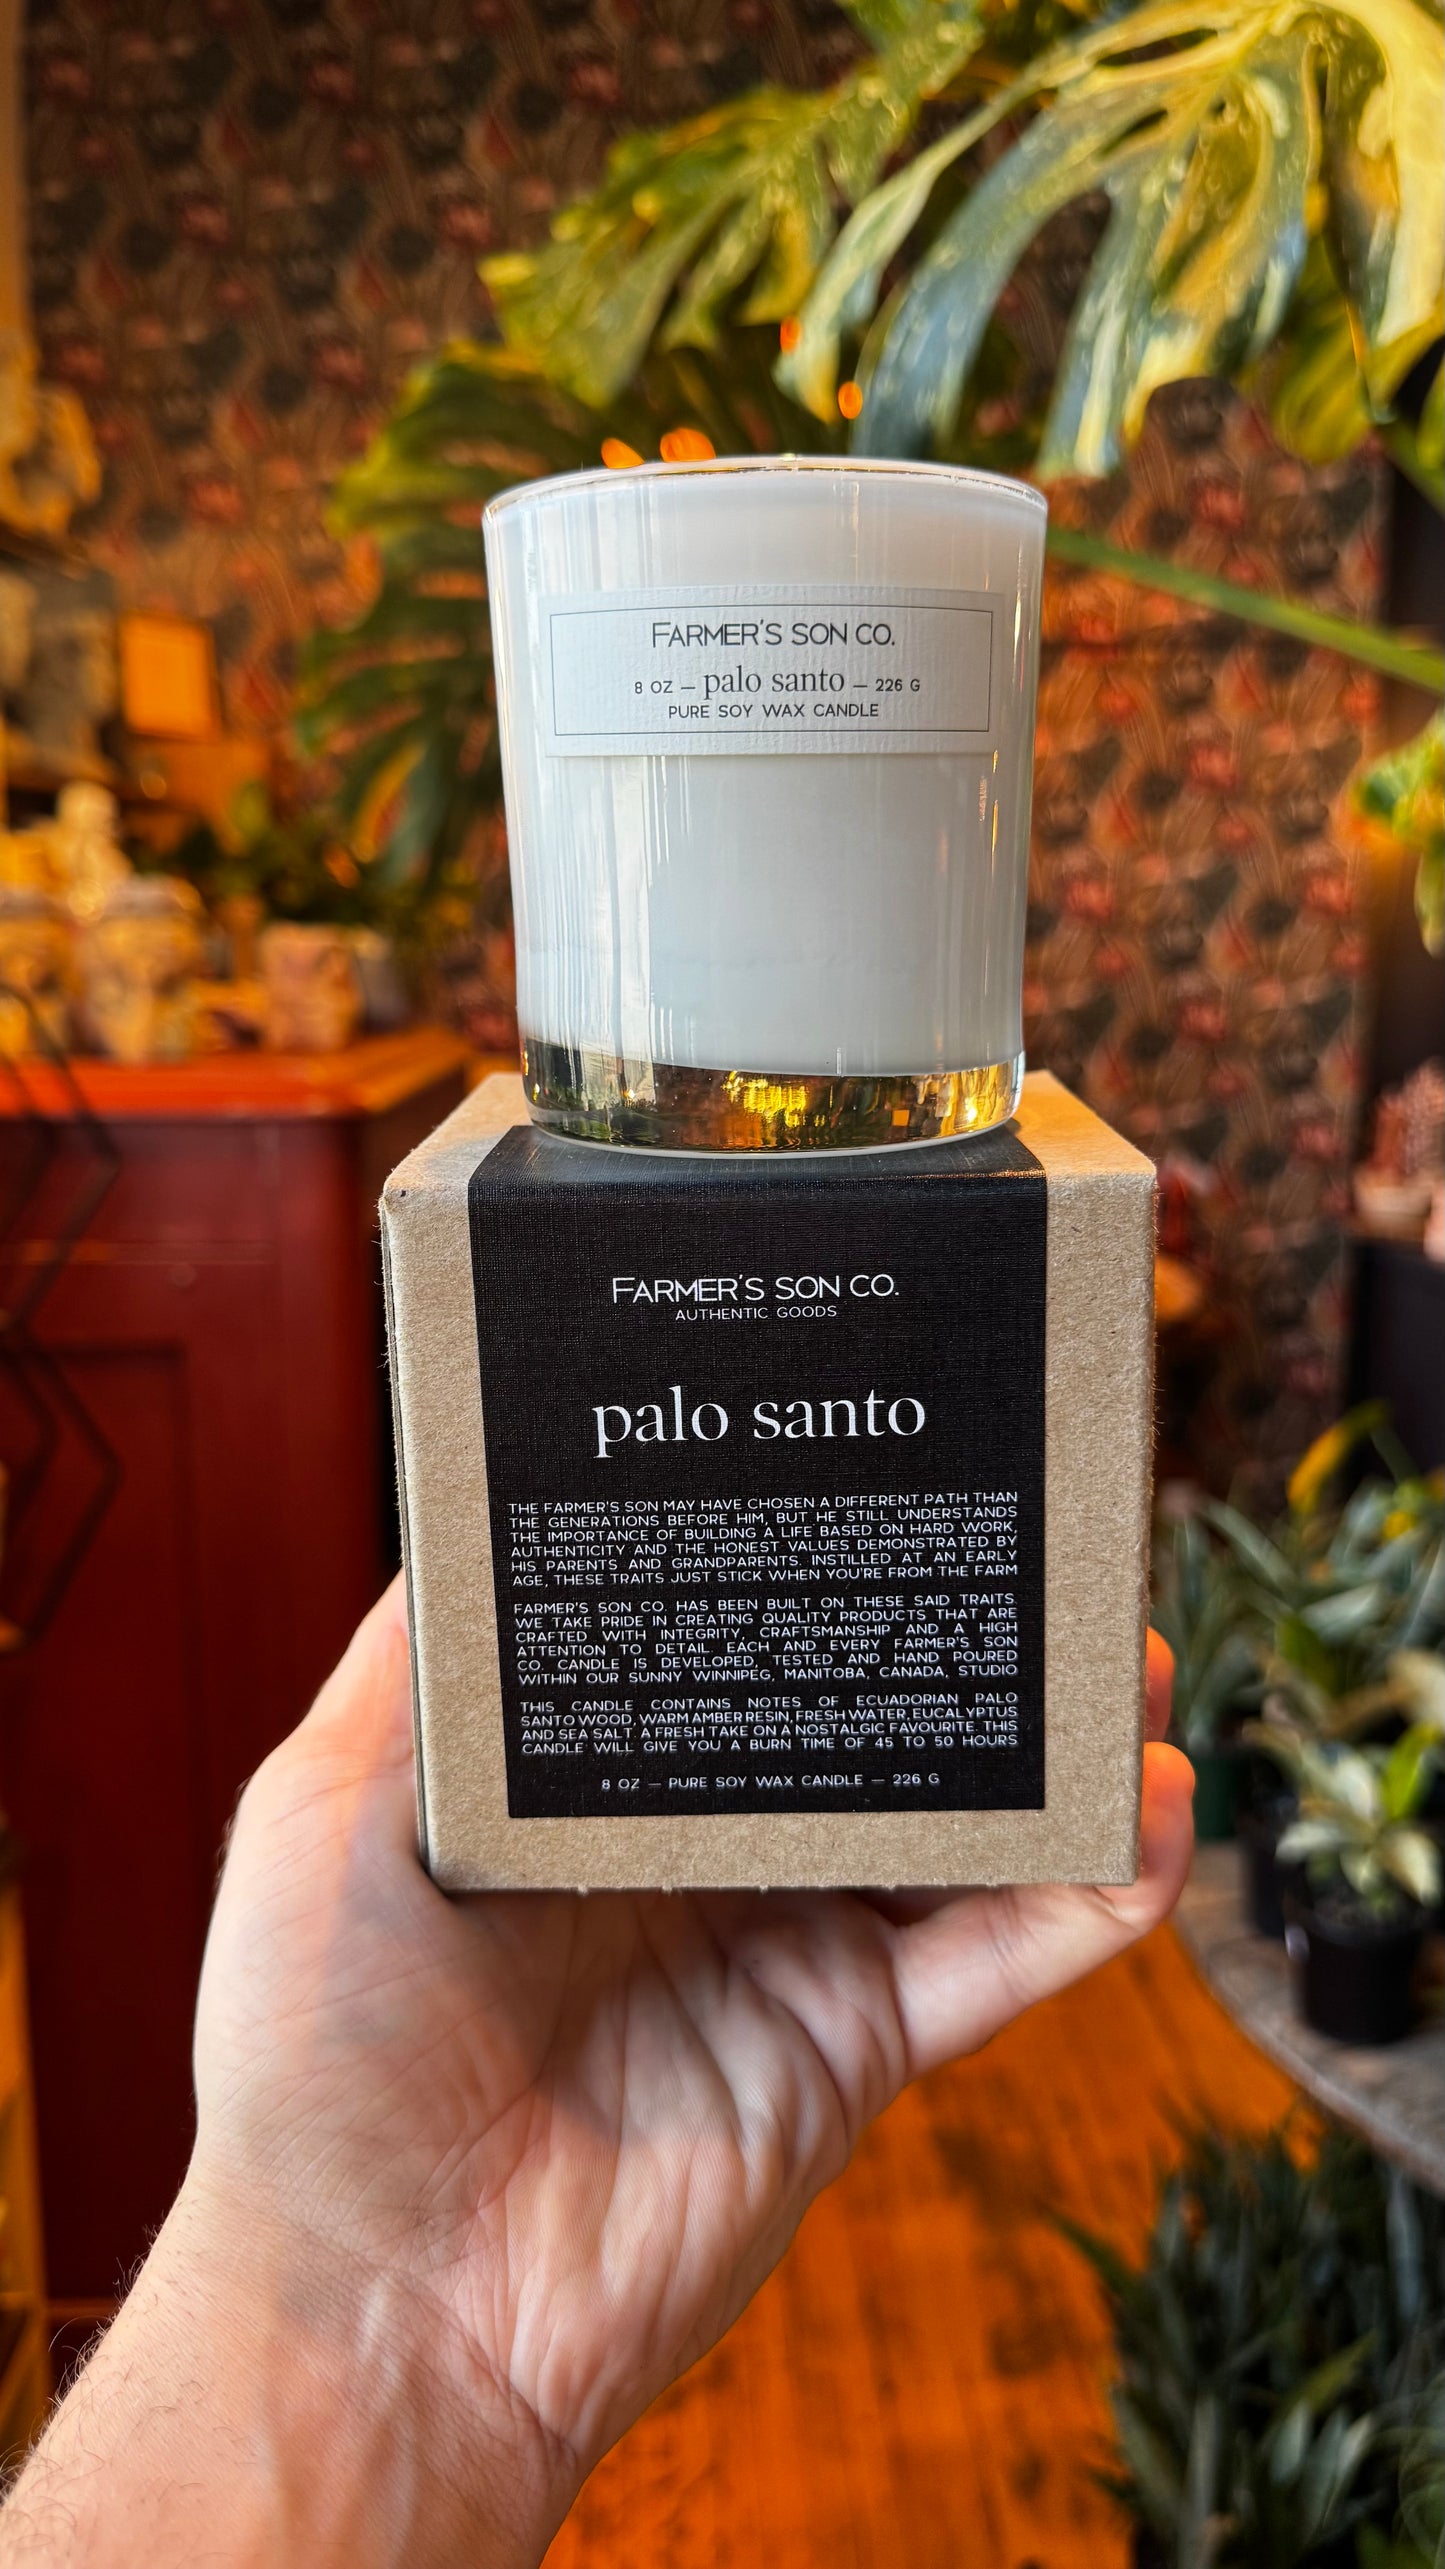 FARMER'S SON CO.
8 OZ — palo santo — 226 G
PURE SOY WAX CANDLE
FARMER'S SON CO.
AUTHENTIC GOODS
palo santo
THE FARMER'S SON MAY HAVE CHOSEN A DIFFERENT PATH THAN
THE GENERATIONS BEFORE HIM, BUT HE STILL UNDERSTANDS
THE IMPORTANCE OF BUILDING A LIFE BASED ON HARD WORK,
AUTHENTICITY AND THE HONEST VALUES DEMONSTRATED BY
HIS PARENTS AND GRANDPARENTS. INSTILLED AT AN EARLY
AGE, THESE TRAITS JUST STICK WHEN YOU'RE FROM THE FARM
FARMER'S SON CO. HAS BEEN BUILT ON THESE SAID TRAITS.
WE TAKE PRIDE IN CREATING QUALITY PRODUCTS THAT ARE
CRAFTED WITH INTEGRITY, CRAFTSMANSHIP AND A HIGH
ATTENTION TO DETAIL. EACH AND EVERY FARMER'S SON
CO. CANDLE IS DEVELOPED, TESTED AND HAND POURED
WITHIN OUR SUNNY WINNIPEG, MANITOBA, CANADA, STUDIO
THIS CANDLE CONTAINS NOTES OF ECUADORIAN PALO
SANTO WOOD, WARM AMBER RESIN, FRESH WATER, EUCALYPTUS
AND SEA SALT. A FRESH TAKE ON A NOSTALGIC FAVOURITE. THIS
CANDLE WILL GIVE YOU A BURN TIME OF 45 TO 50 HOURS
8 OZ — PURE SOY WAX CANDLE — 226 G